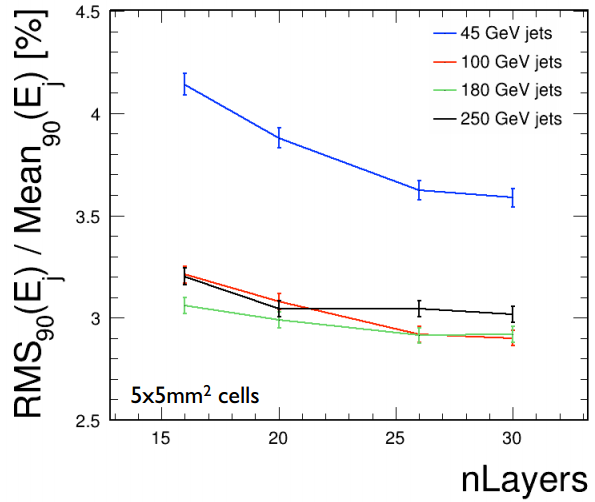 RMS90(Ej) / Mean90(Ej) [%]
4.5
4
3.5
3
2.5
45 GeV jets
100 GeV jets
180 GeV jets
250 GeV jets
5x5mm² cells
15 20 25 30
nLayers